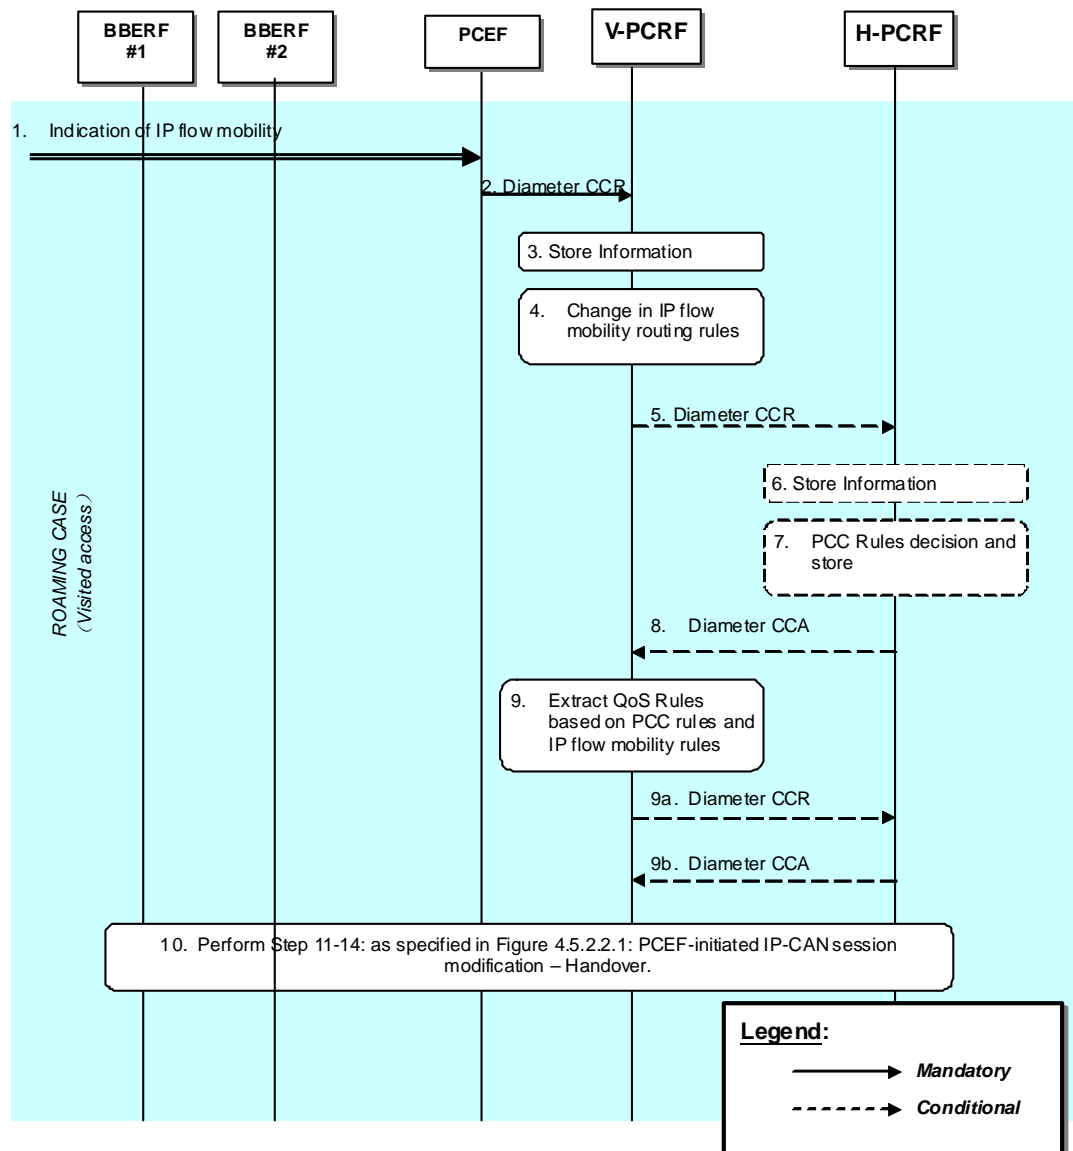 BBERF
#1
BBERF
#2
PCEF
V-PCRF
H-PCRF
1. Indication of IP flow mobility
2. Diameter CCR
3. Store Information
4. Change in IP flow
mobility routing rules
5. Diameter CCR
6. Store Information
7. PCC Rules decision and
store
ROAMING CASE
(Visited access)
8. Diameter CCA
9. Extract QoS Rules
based on PCC rules and
IP flow mobility rules
9a. Diameter CCR
9b. Diameter CCA
10. Perform Step 11-14: as specified in Figure 4.5.2.2.1: PCEF-initiated IP-CAN session
modification – Handover.
Legend:
Mandatory
Conditional